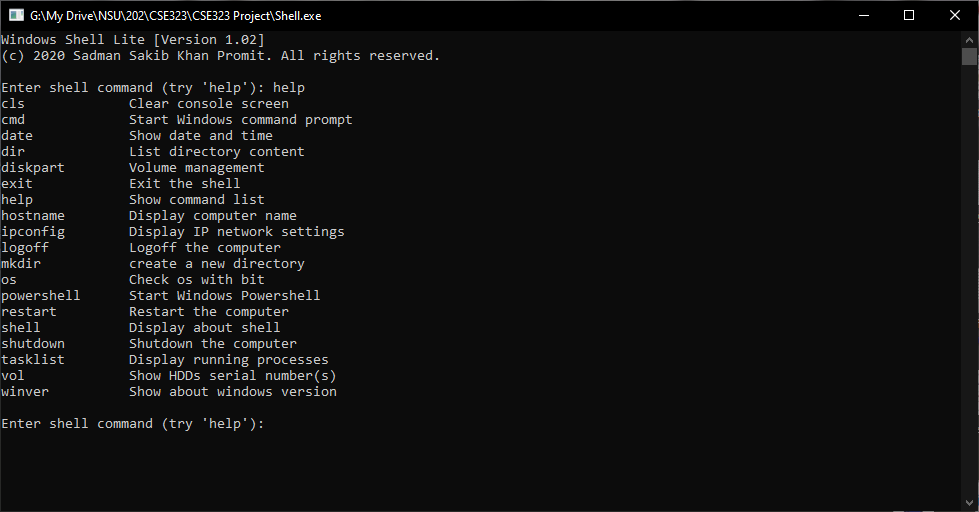 G:\My Drive\NSU\202\CSE323\CSE323 Project\Shell.exe
Windows Shell Lite [Version 1.02]
(c) 2020 Sadman Sakib Khan Promit. All rights reserved.
Enter shell command (try 'help'): help
cls Clear console screen
cmd Start Windows command prompt
date Show date and time
dir List directory content
diskpart Volume management
exit Exit the shell
help Show command list
hostname Display computer name
ipconfig Display IP network settings
logoff Logoff the computer
mkdir create a new directory
os Check os with bit
powershell Start Windows Powershell
restart Restart the computer
shell Display about shell
shutdown Shutdown the computer
tasklist Display running processes
vol Show HDDs serial number(s)
winver Show about windows version
Enter shell command (try 'help'):